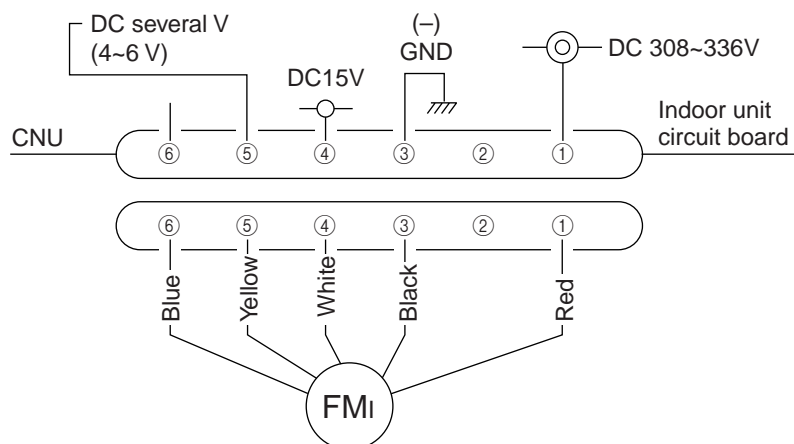 DC several V
(4~6 V)
DC15V
(–)
GND
DC 308~336V
CNU
Indoor unit
circuit board
⑥ ⑤ ④ ③ ② ①
⑥ ⑤ ④ ③ ② ①
Blue
Yellow
White
Black
Red
FMI